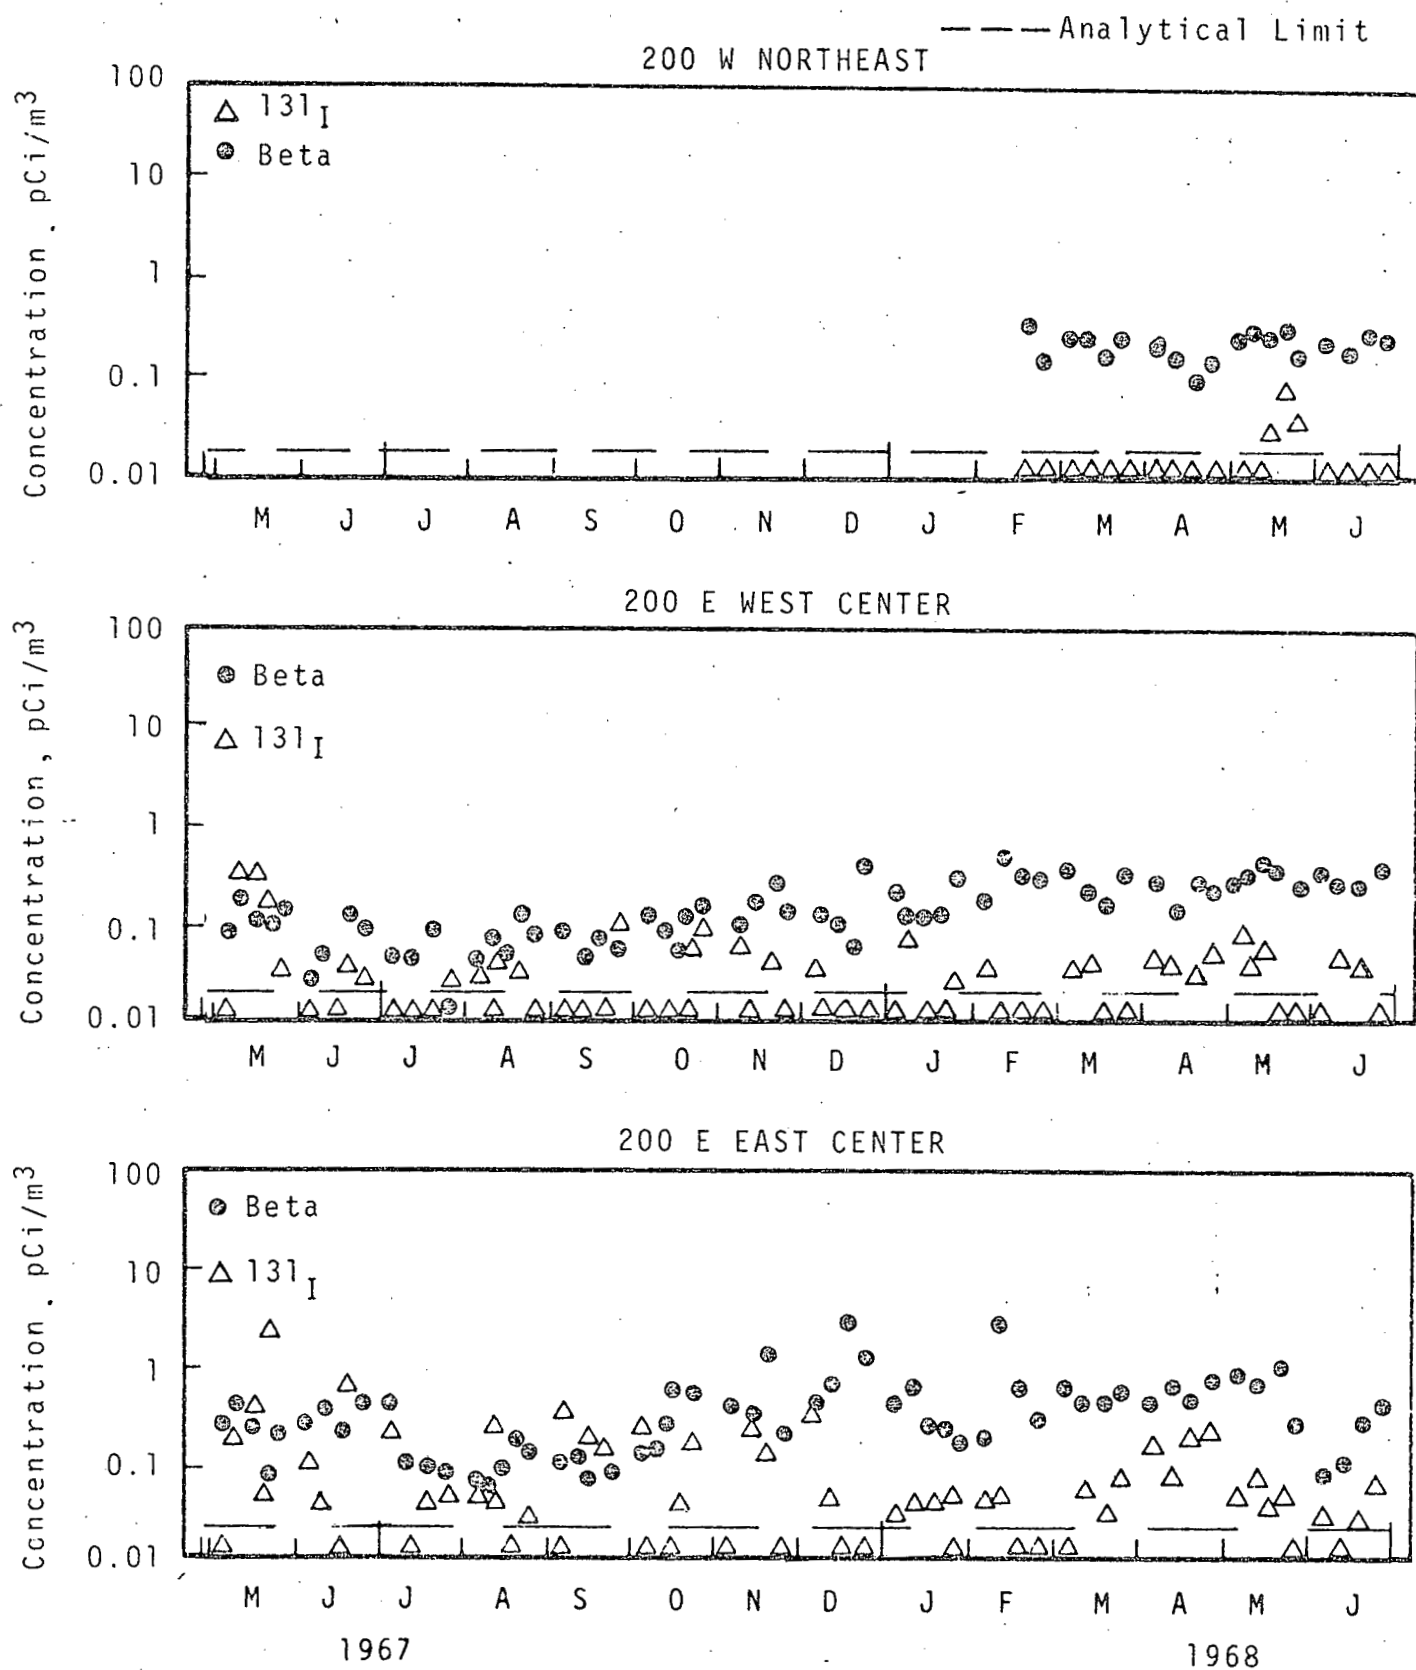 --- Analytical Limit
200 W NORTHEAST
Concentration, pCi/m³
100
10
1
0.1
0.01
△ 131I
● Beta
M J J A S O N D J F M A M J
200 E WEST CENTER
Concentration, pCi/m³
100
10
1
0.1
0.01
● Beta
△ 131I
M J J A S O N D J F M A M J
200 E EAST CENTER
Concentration, pCi/m³
100
10
1
0.1
0.01
● Beta
△ 131I
M J J A S O N D J F M A M J
1967 1968